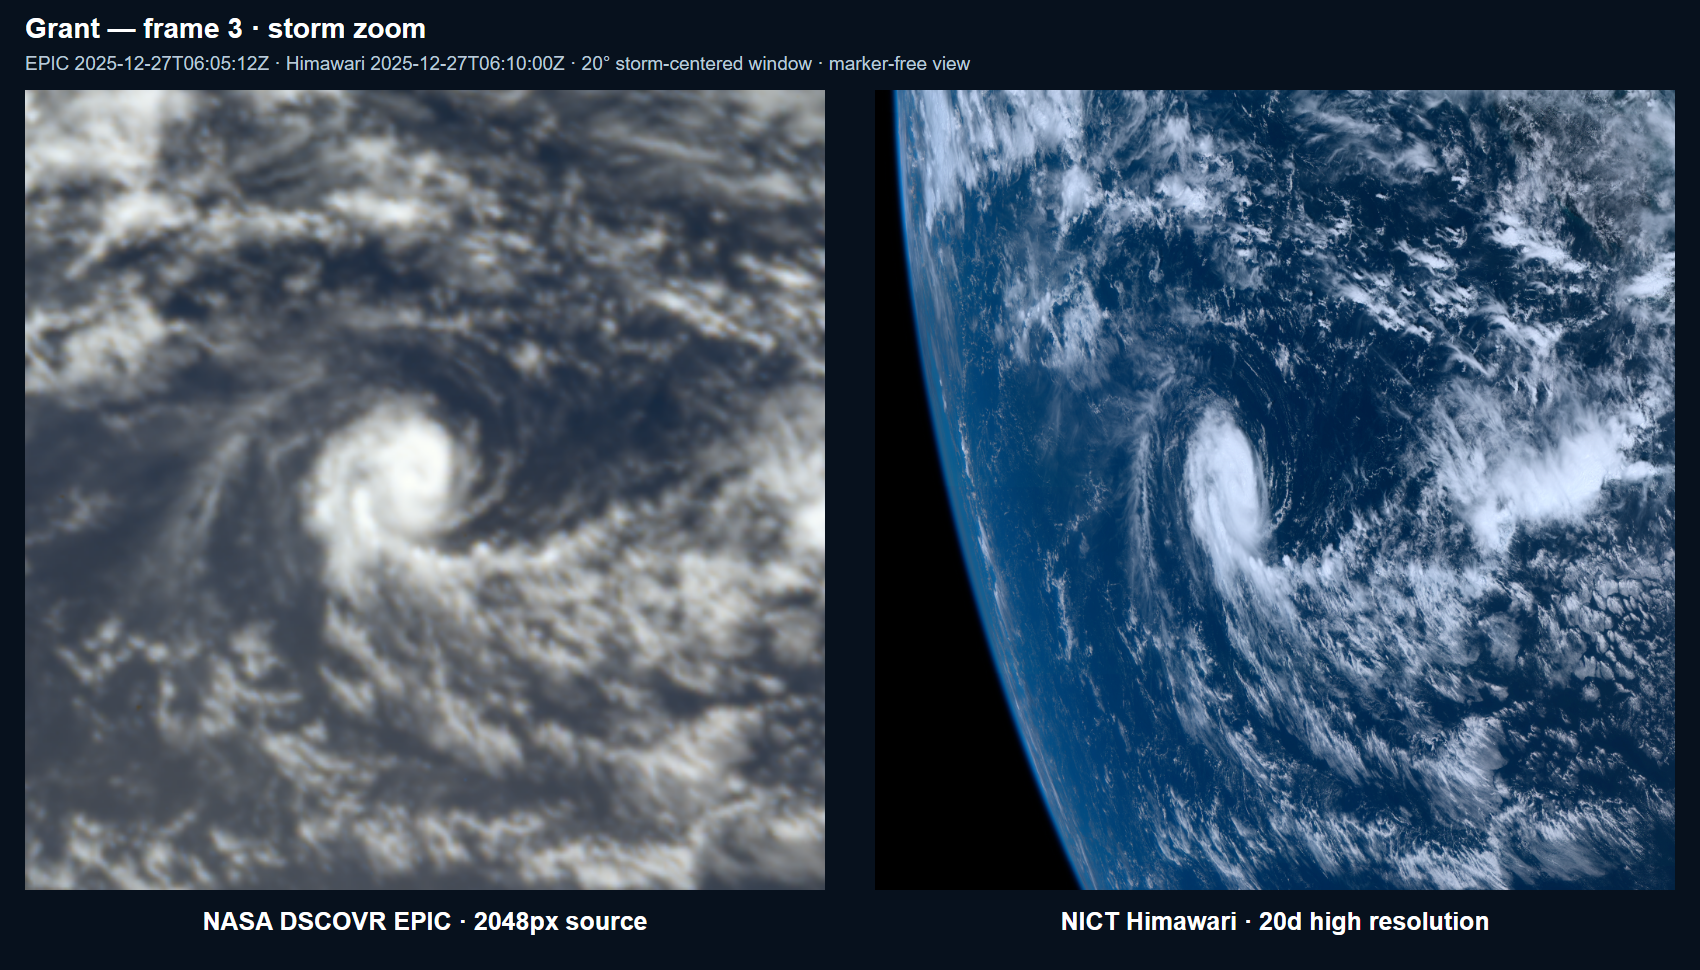 Grant — frame 3 · storm zoom
EPIC 2025-12-27T06:05:12Z · Himawari 2025-12-27T06:10:00Z · 20° storm-centered window · marker-free view
NASA DSCOVR EPIC · 2048px source
NICT Himawari · 20d high resolution